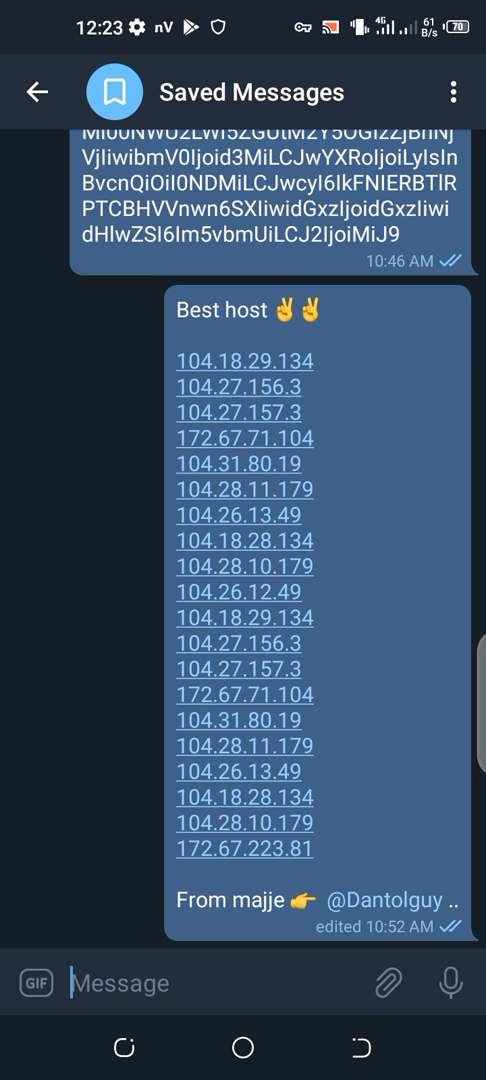 12:23 nV 4G 61 B/s 70
Saved Messages
VjIiwibmV0Ijoid3MiLCJwYXRoIjoiLyIsIn
BvcnQiOiI0NDMiLCJwcyI6IkFNIERBTlR
PTCBHVVnwn6SXIiwidGxzIjoidGxzIiwi
dHlwZSI6Im5vbmUiLCJ2IjoiMiJ9
10:46 AM
Best host ✌️✌️
104.18.29.134
104.27.156.3
104.27.157.3
172.67.71.104
104.31.80.19
104.28.11.179
104.26.13.49
104.18.28.134
104.28.10.179
104.26.12.49
104.18.29.134
104.27.156.3
104.27.157.3
172.67.71.104
104.31.80.19
104.28.11.179
104.26.13.49
104.18.28.134
104.28.10.179
172.67.223.81
From majje 👉 @Dantolguy ..
edited 10:52 AM
GIF Message